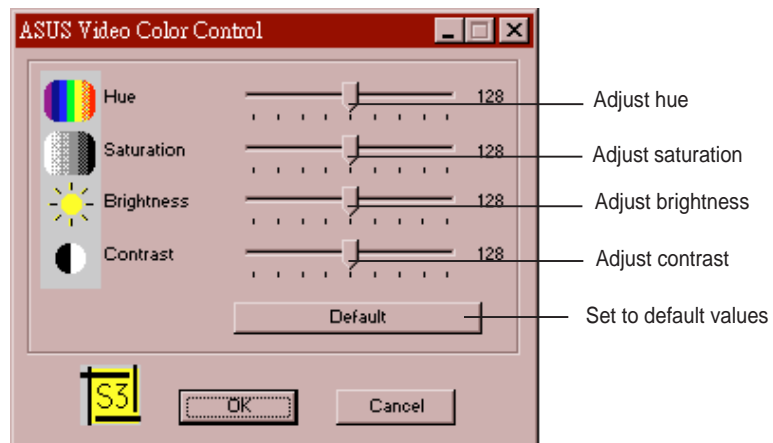 ASUS Video Color Control
Hue 128 Adjust hue
Saturation 128 Adjust saturation
Brightness 128 Adjust brightness
Contrast 128 Adjust contrast
Default Set to default values
S3 OK Cancel